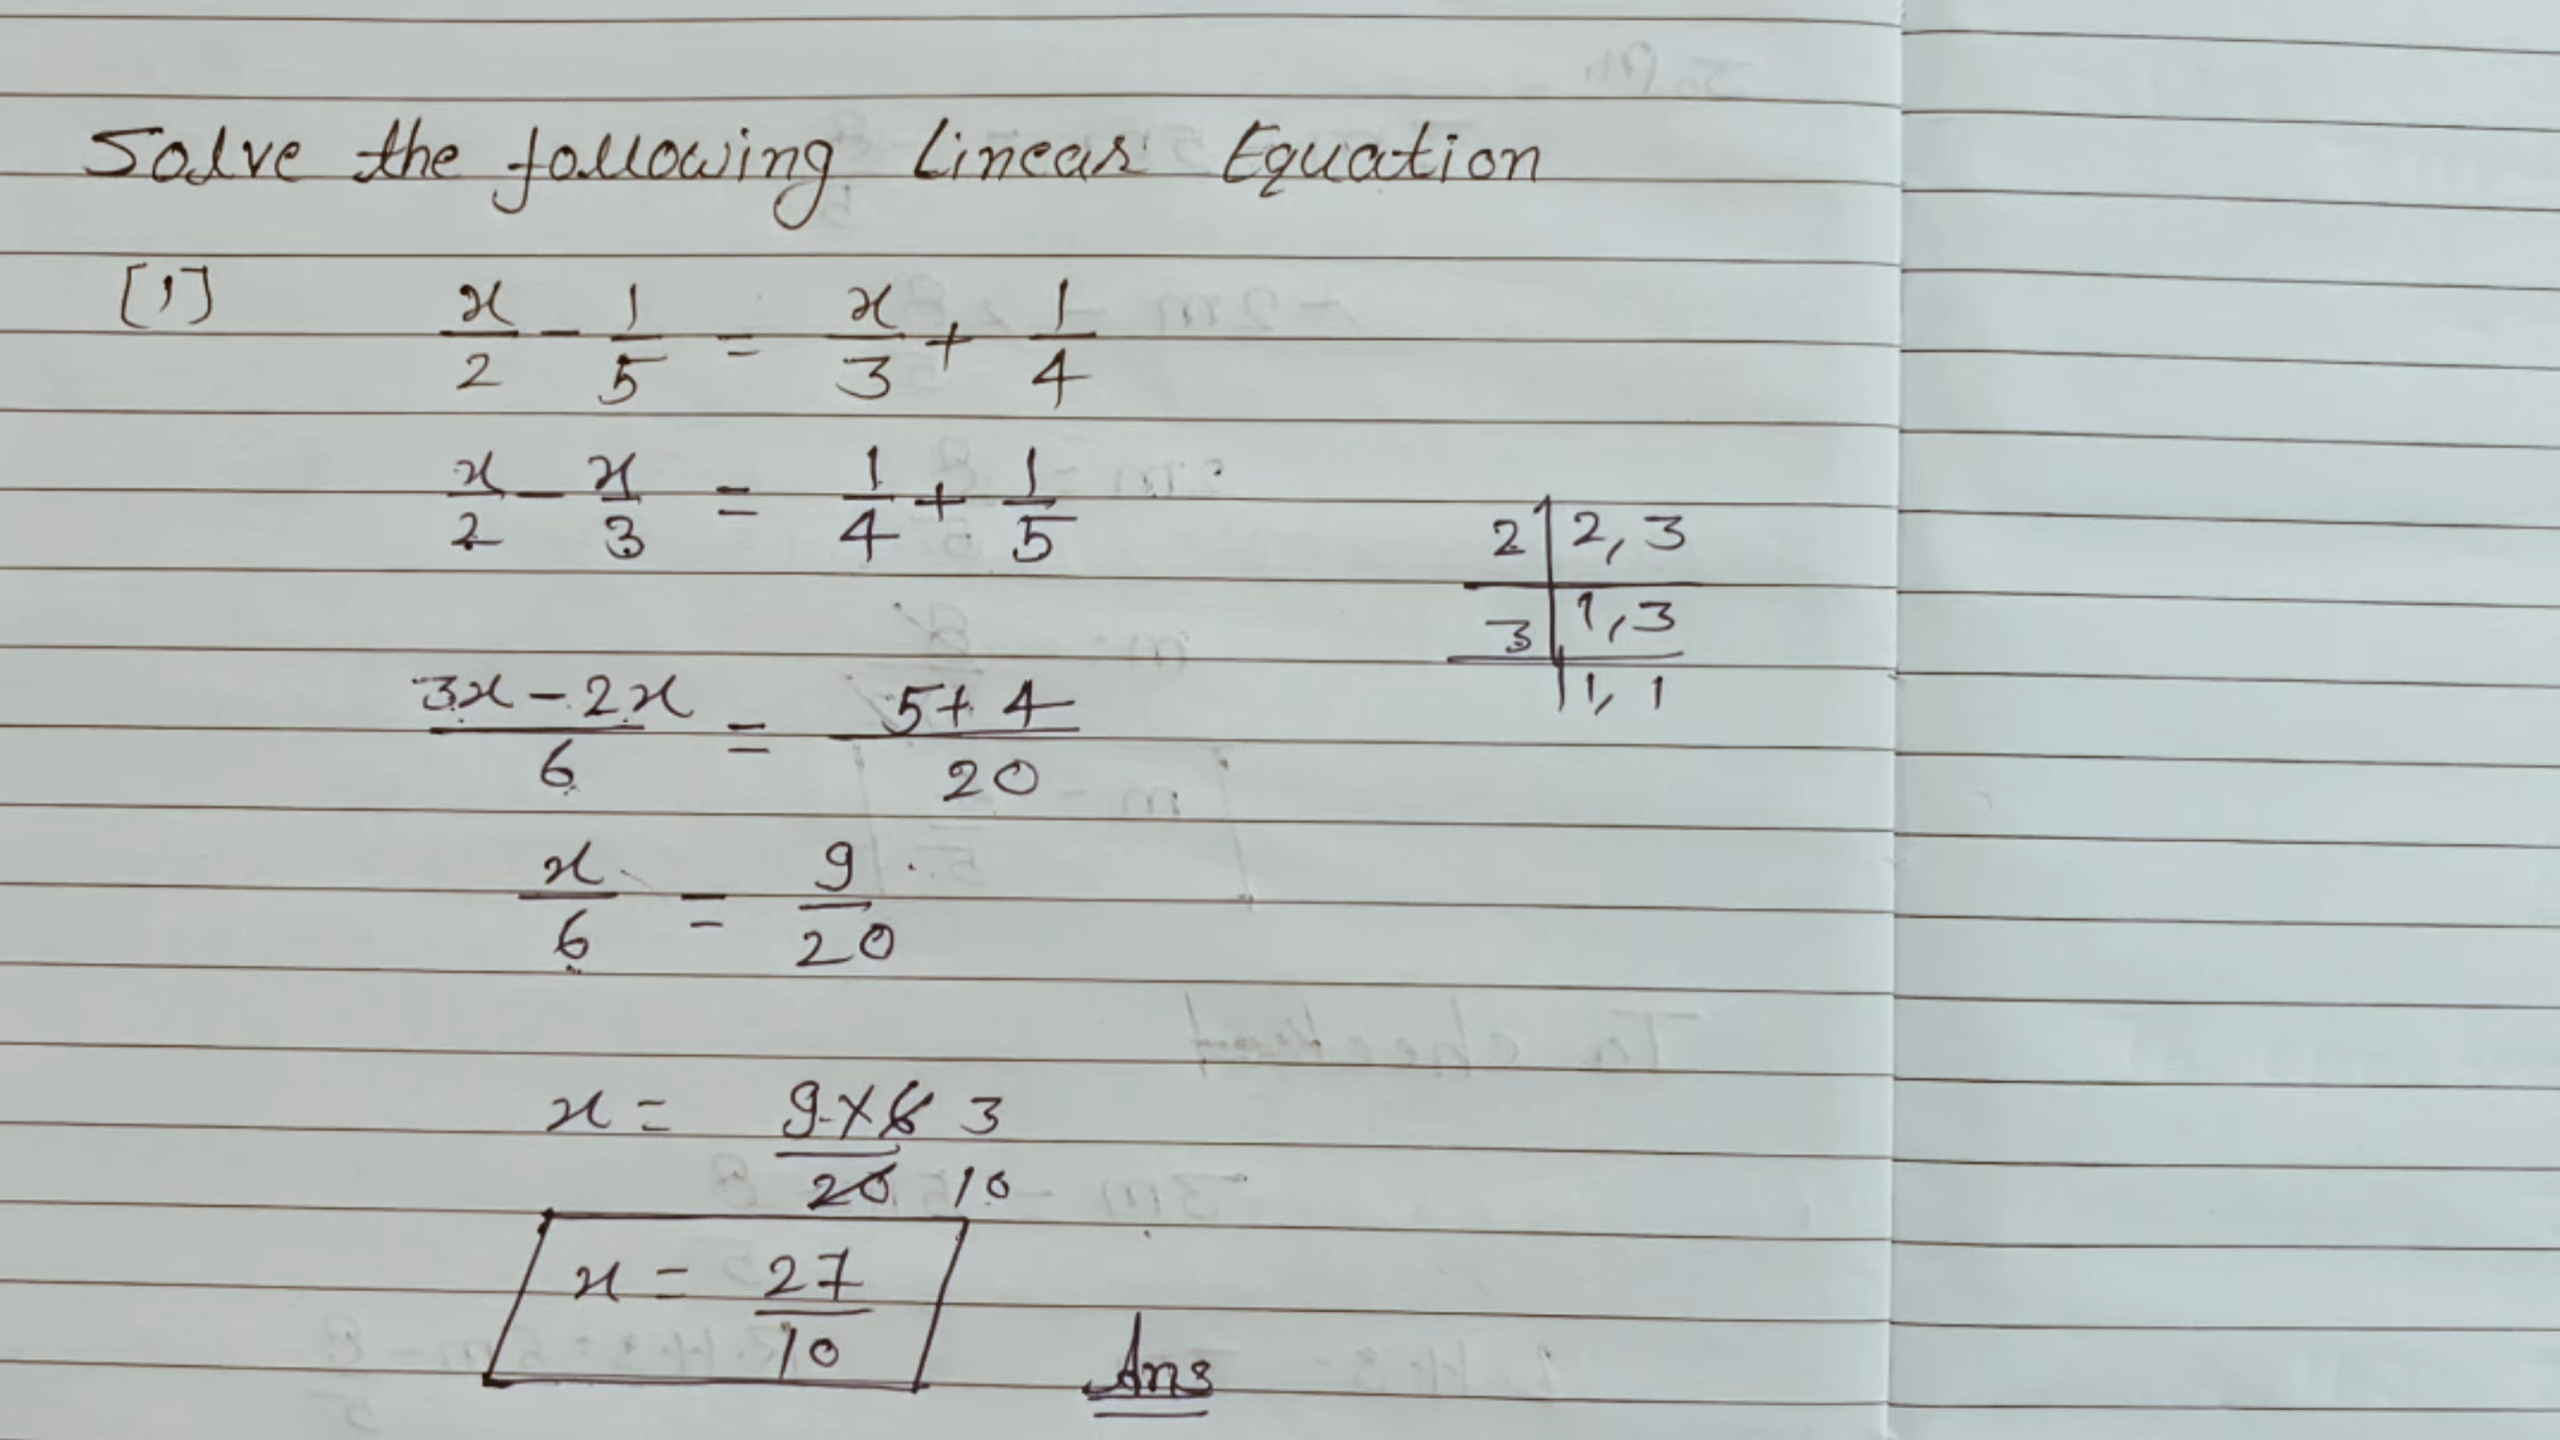 Solve the following Linear Equation
[1] x/2 - 1/5 = x/3 + 1/4
x/2 - x/3 = 1/4 + 1/5
2 | 2, 3
3 | 1, 3
| 1, 1
3x - 2x / 6 = 5 + 4 / 20
x/6 = 9/20
x = 9 × 6 3 / 20 10
x = 27/10 Ans